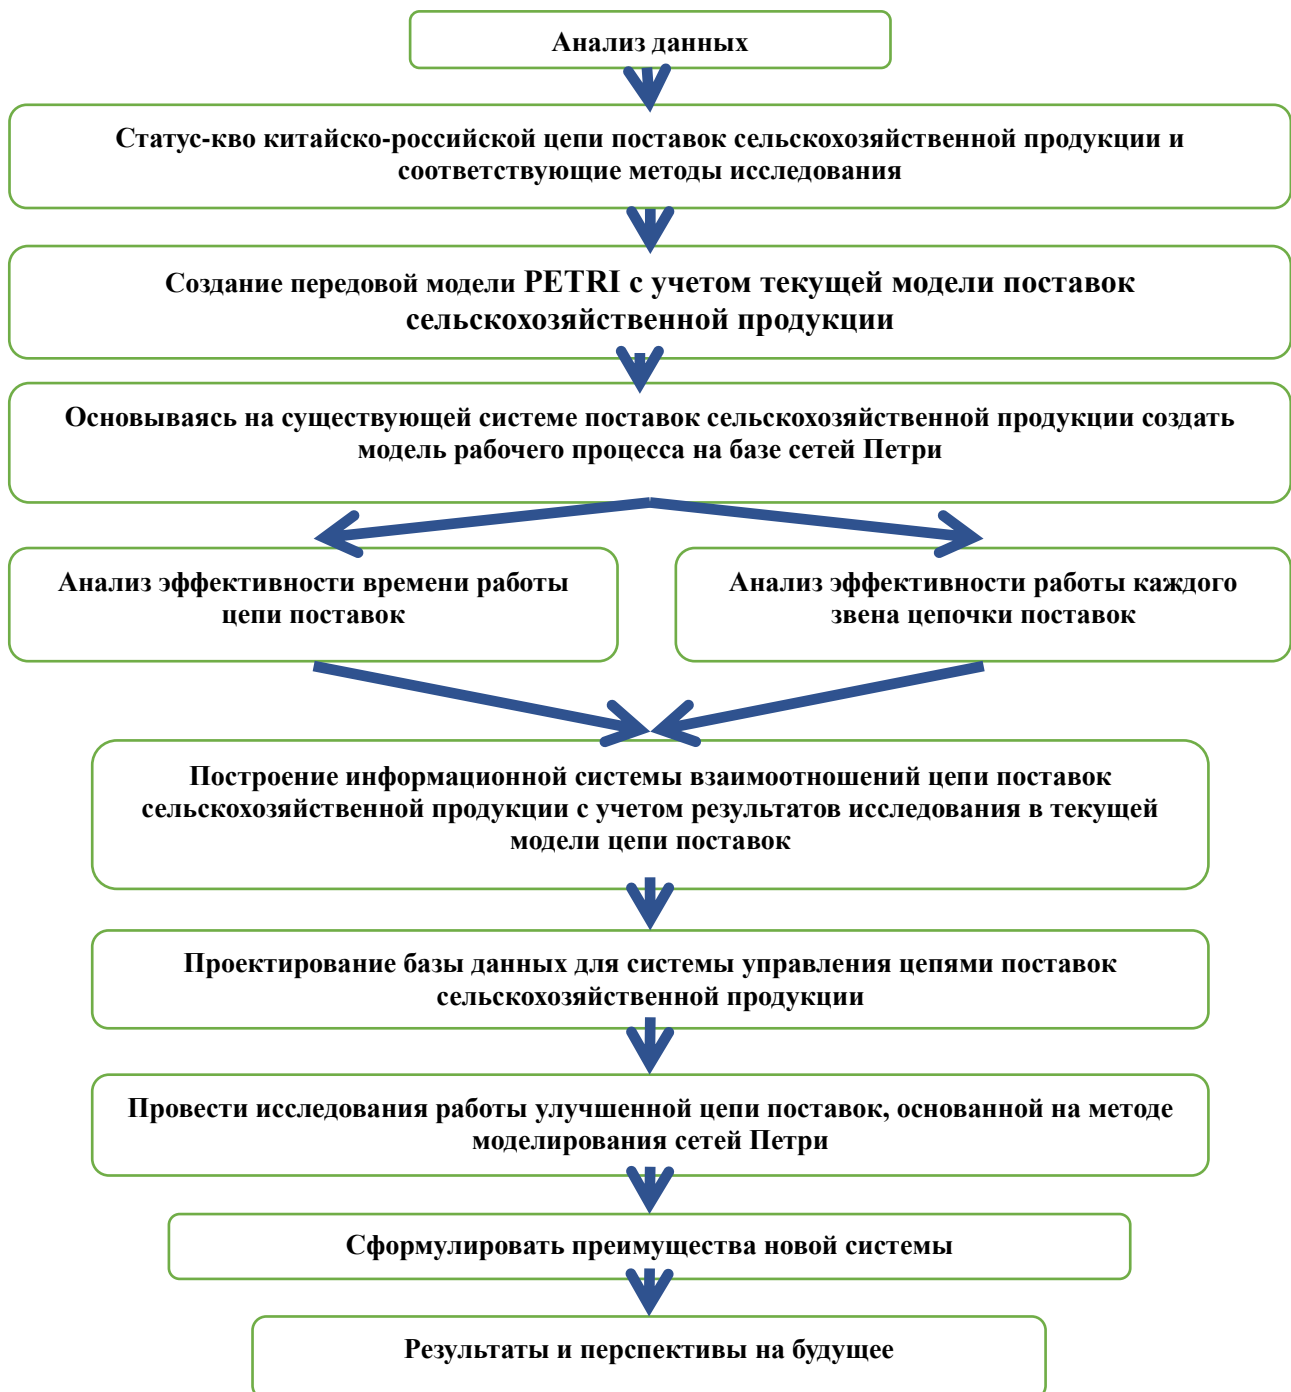 Анализ данных
Статус-кво китайско-российской цепи поставок сельскохозяйственной продукции и
соответствующие методы исследования
Создание передовой модели PETRI с учетом текущей модели поставок
сельскохозяйственной продукции
Основываясь на существующей системе поставок сельскохозяйственной продукции создать
модель рабочего процесса на базе сетей Петри
Анализ эффективности времени работы
цепи поставок
Анализ эффективности работы каждого
звена цепочки поставок
Построение информационной системы взаимоотношений цепи поставок
сельскохозяйственной продукции с учетом результатов исследования в текущей
модели цепи поставок
Проектирование базы данных для системы управления цепями поставок
сельскохозяйственной продукции
Провести исследования работы улучшенной цепи поставок, основанной на методе
моделирования сетей Петри
Сформулировать преимущества новой системы
Результаты и перспективы на будущее